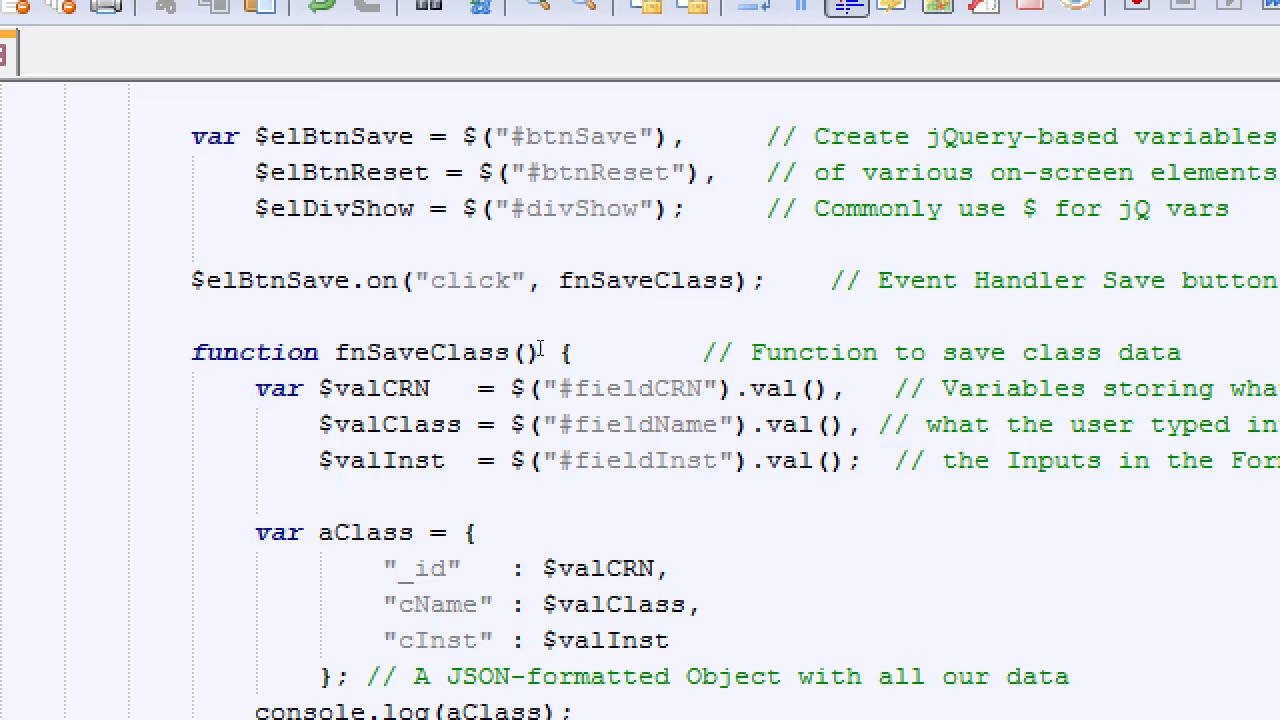 var $elBtnSave = $("#btnSave"),     // Create jQuery-based variables
$elBtnReset = $("#btnReset"),   // of various on-screen elements
$elDivShow = $("#divShow");     // Commonly use $ for jQ vars
$elBtnSave.on("click", fnSaveClass);    // Event Handler Save button
function fnSaveClass() {        // Function to save class data
var $valCRN   = $("#fieldCRN").val(),   // Variables storing wha
$valClass = $("#fieldName").val(), // what the user typed in
$valInst  = $("#fieldInst").val();  // the Inputs in the For
var aClass = {
"_id"   : $valCRN,
"cName" : $valClass,
"cInst" : $valInst
}; // A JSON-formatted Object with all our data
console.log(aClass);